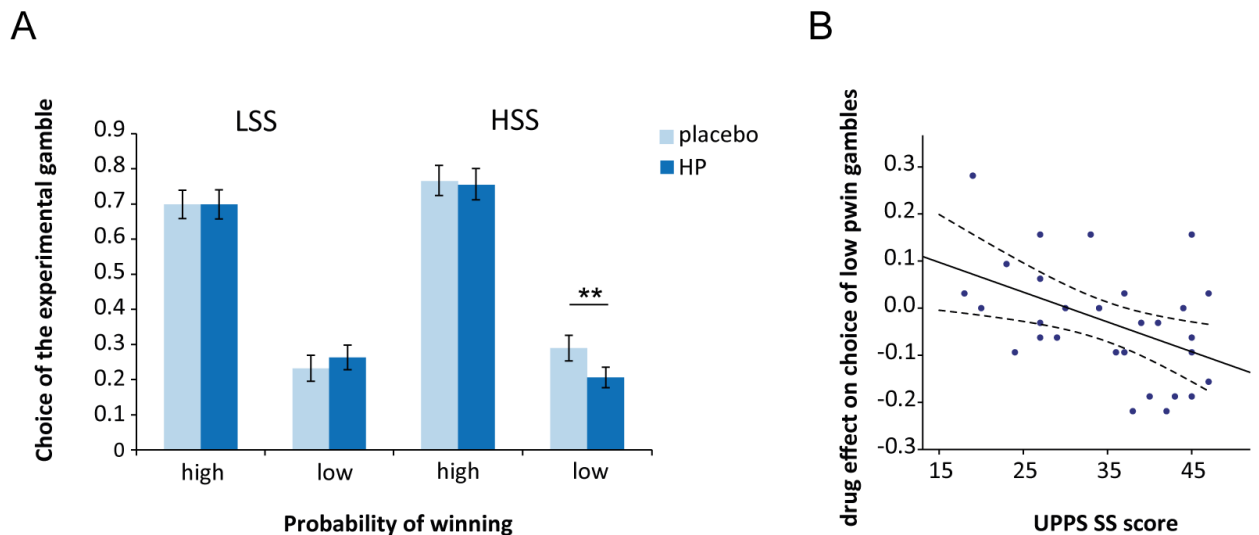 A
Choice of the experimental gamble
LSS
HSS
placebo
HP
0.9
0.8
0.7
0.6
0.5
0.4
0.3
0.2
0.1
0
**
high
low
high
low
Probability of winning
B
drug effect on choice of low pwin gambles
0.3
0.2
0.1
0.0
-0.1
-0.2
-0.3
15
25
35
45
UPPS SS score